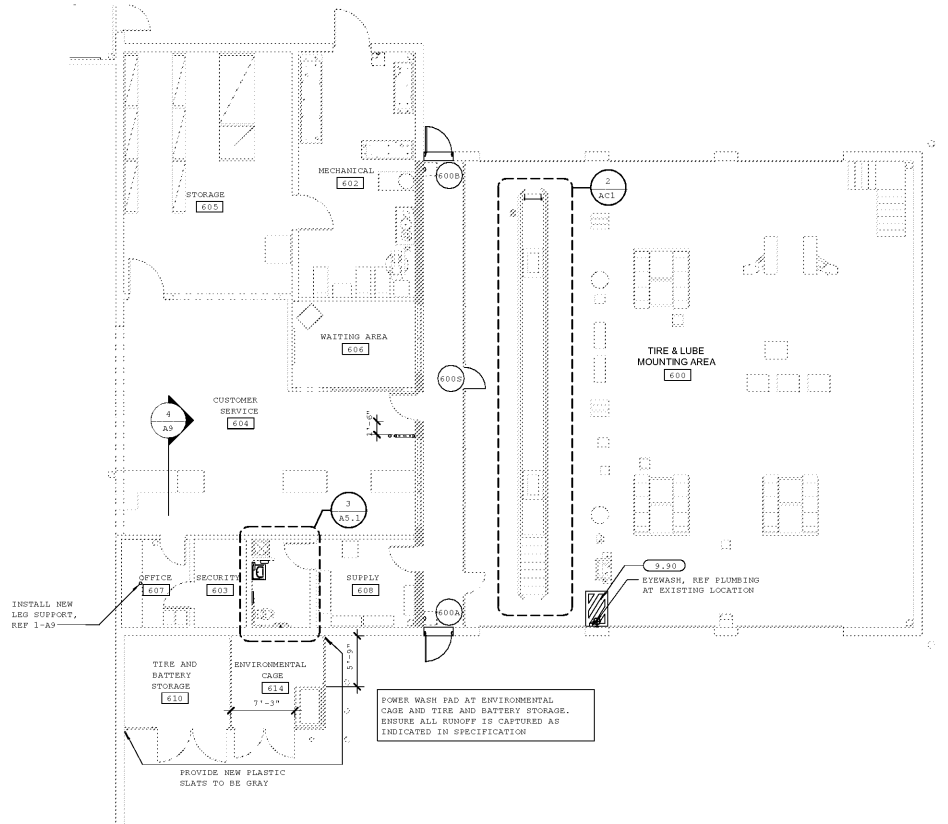 MECHANICAL
602
600B
2
AC1
STORAGE
605
WAITING AREA
606
TIRE & LUBE
MOUNTING AREA
600
600S
CUSTOMER
SERVICE
604
4
A9
1'-6"
3
A5.1
9.90
EYEWASH, REF PLUMBING
AT EXISTING LOCATION
OFFICE
607
SECURITY
603
SUPPLY
608
600A
INSTALL NEW
LEG SUPPORT,
REF 1-A9
TIRE AND
BATTERY
STORAGE
610
ENVIRONMENTAL
CAGE
614
7'-3"
5'-9"
POWER WASH PAD AT ENVIRONMENTAL
CAGE AND TIRE AND BATTERY STORAGE.
ENSURE ALL RUNOFF IS CAPTURED AS
INDICATED IN SPECIFICATION
PROVIDE NEW PLASTIC
SLATS TO BE GRAY